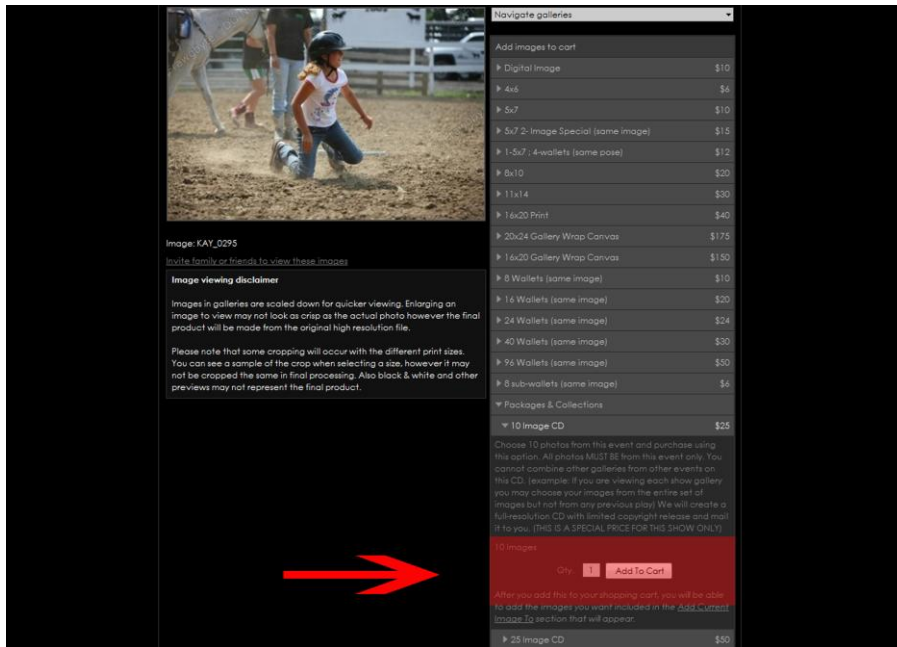 Navigate galleries
Add images to cart
Digital Image $10
4x6 $6
5x7 $10
5x7 2- Image Special (same image) $15
1-5x7 ; 4-wallets (same pose) $12
8x10 $20
11x14 $30
16x20 Print $40
20x24 Gallery Wrap Canvas $175
16x20 Gallery Wrap Canvas $150
8 Wallets (same image) $10
16 Wallets (same image) $20
24 Wallets (same image) $24
40 Wallets (same image) $30
96 Wallets (same image) $50
8 sub-wallets (same image) $6
Packages & Collections
10 Image CD $25
Choose 10 photos from this event and purchase using
this option. All photos MUST BE from this event only. You
cannot combine other galleries from other events on
this CD. (example: If you are viewing each show gallery
you may choose your images from the entire set of
images but not from any previous play) We will create a
full-resolution CD with limited copyright release and mail
it to you. (THIS IS A SPECIAL PRICE FOR THIS SHOW ONLY)
10 Images
Qty 1 Add To Cart
After you add this to your shopping cart, you will be able
to add the images you want included in the Add Current
Image To section that will appear.
25 Image CD $50
Image: KAY_0295
Invite family or friends to view these images
Image viewing disclaimer
Images in galleries are scaled down for quicker viewing. Enlarging an
image to view may not look as crisp as the actual photo however the final
product will be made from the original high resolution file.
Please note that some cropping will occur with the different print sizes.
You can see a sample of the crop when selecting a size, however it may
not be cropped the same in final processing. Also black & white and other
previews may not represent the final product.